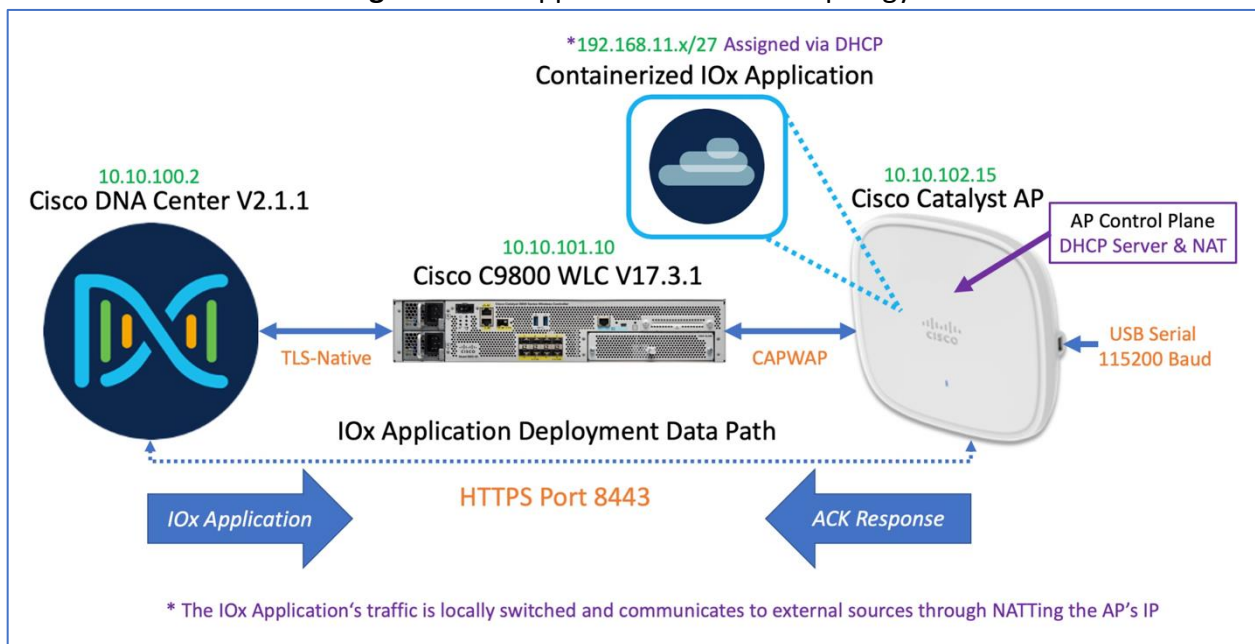 *192.168.11.x/27 Assigned via DHCP
Containerized IOx Application
10.10.100.2
Cisco DNA Center V2.1.1
10.10.102.15
Cisco Catalyst AP
AP Control Plane
DHCP Server & NAT
10.10.101.10
Cisco C9800 WLC V17.3.1
TLS-Native
CAPWAP
CISCO
USB Serial
115200 Baud
IOx Application Deployment Data Path
HTTPS Port 8443
IOx Application
ACK Response
* The IOx Application‘s traffic is locally switched and communicates to external sources through NATTing the AP’s IP